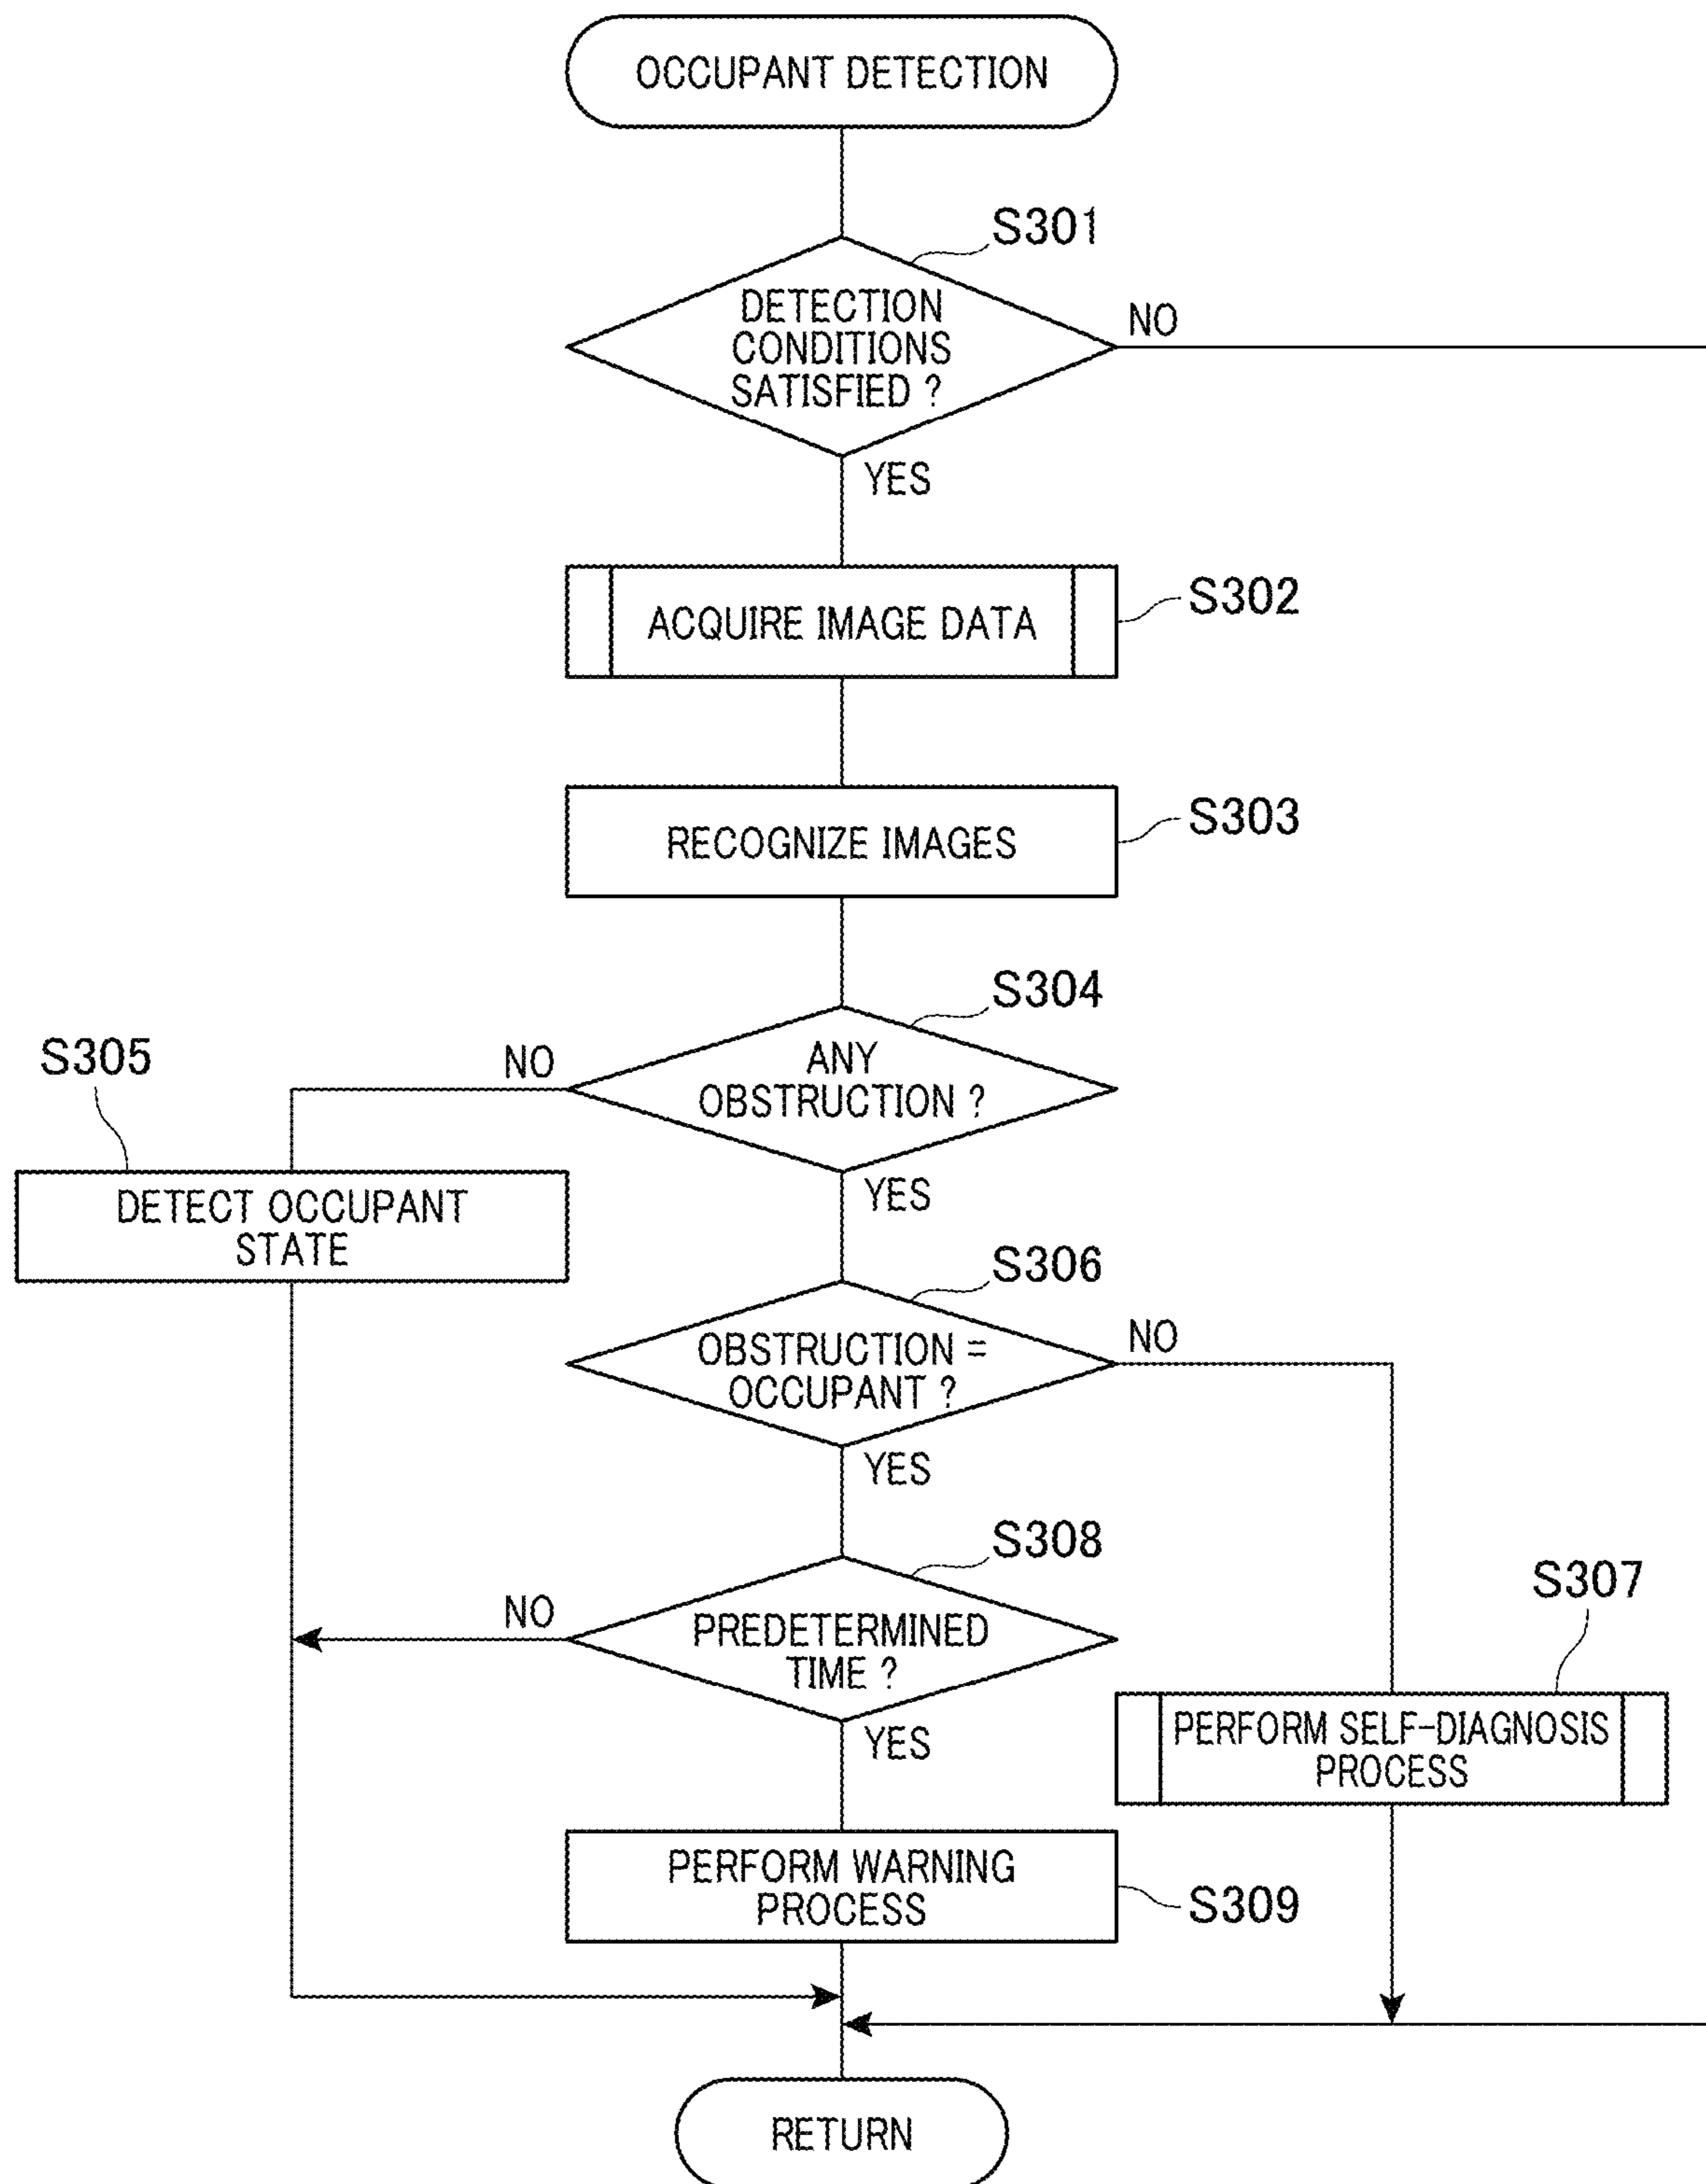 OCCUPANT DETECTION
S301
DETECTION
CONDITIONS
SATISFIED ?
NO
YES
ACQUIRE IMAGE DATA
S302
RECOGNIZE IMAGES
S303
S304
ANY
OBSTRUCTION ?
NO
YES
S305
DETECT OCCUPANT
STATE
S306
OBSTRUCTION =
OCCUPANT ?
NO
YES
S308
PREDETERMINED
TIME ?
NO
YES
S307
PERFORM SELF-DIAGNOSIS
PROCESS
PERFORM WARNING
PROCESS
S309
RETURN